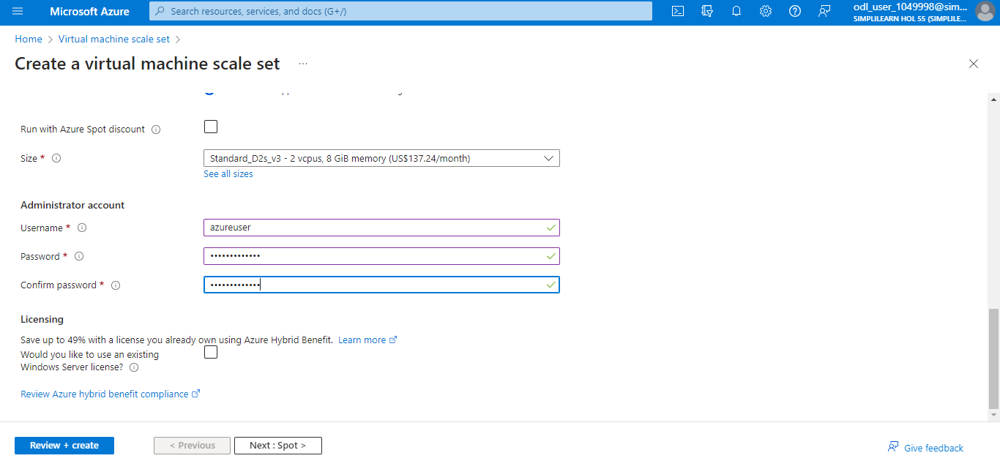 Microsoft Azure
Search resources, services, and docs (G+/)
odl_user_1049998@sim...
SIMPLILEARN HOL 55 (SIMPLILE...
Home > Virtual machine scale set >
Create a virtual machine scale set ...
Run with Azure Spot discount
Size *
Standard_D2s_v3 - 2 vcpus, 8 GiB memory (US$137.24/month)
See all sizes
Administrator account
Username *
azureuser
Password *
•••••••••••••
Confirm password *
•••••••••••••
Licensing
Save up to 49% with a license you already own using Azure Hybrid Benefit. Learn more
Would you like to use an existing
Windows Server license?
Review Azure hybrid benefit compliance
Review + create
< Previous
Next : Spot >
Give feedback